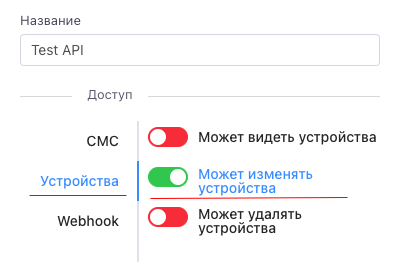 Название
Test API
Доступ
СМС
Может видеть устройства
Устройства
Может изменять
устройства
Webhook
Может удалять
устройства